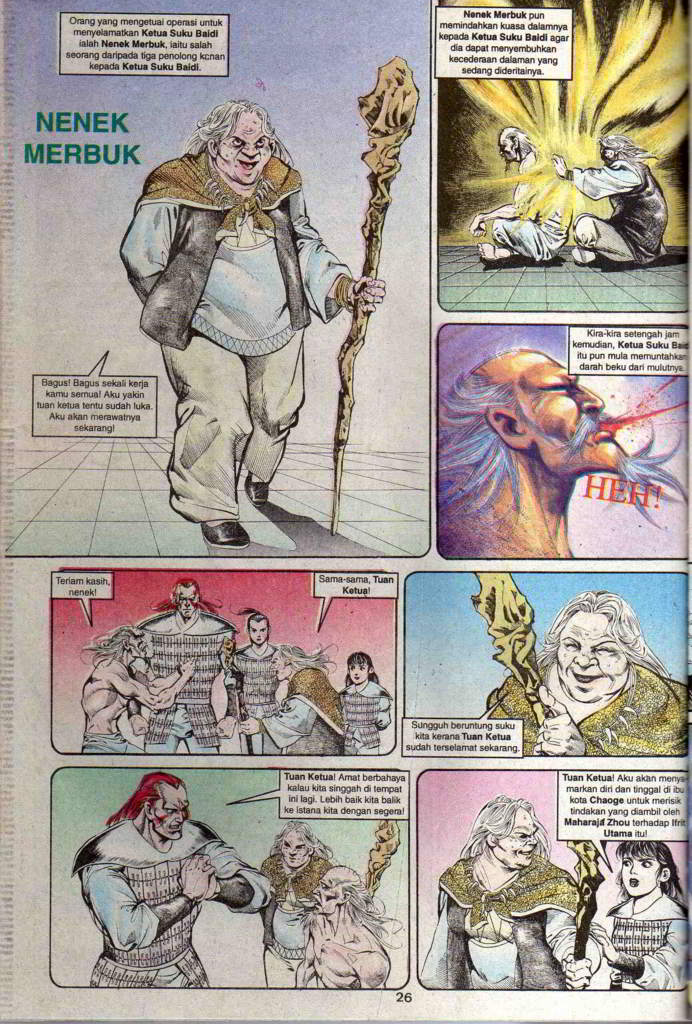 Orang yang mengetuai operasi untuk
menyelamatkan Ketua Suku Baidi
ialah Nenek Merbuk, iaitu salah
seorang daripada tiga penolong kanan
kepada Ketua Suku Baidi.
NENEK
MERBUK
Bagus! Bagus sekali kerja
kamu semua! Aku yakin
tuan ketua tentu sudah luka.
Aku akan merawatnya
sekarang!
Nenek Merbuk pun
memindahkan kuasa dalamnya
kepada Ketua Suku Baidi agar
dia dapat menyembuhkan
kecederaan dalaman yang
sedang dideritainya.
Kira-kira setengah jam
kemudian, Ketua Suku Baidi
itu pun mula memuntahkan
darah beku dari mulutnya.
HEH!
Teriam kasih,
nenek!
Sama-sama, Tuan
Ketua!
Sungguh beruntung suku
kita kerana Tuan Ketua
sudah terselamat sekarang.
Tuan Ketua! Amat berbahaya
kalau kita singgah di tempat
ini lagi. Lebih baik kita balik
ke istana kita dengan segera!
Tuan Ketua! Aku akan menya-
markan diri dan tinggal di ibu
kota Chaoge untuk merisik
tindakan yang diambil oleh
Maharaja Zhou terhadap Ifrit
Utama itu!
26